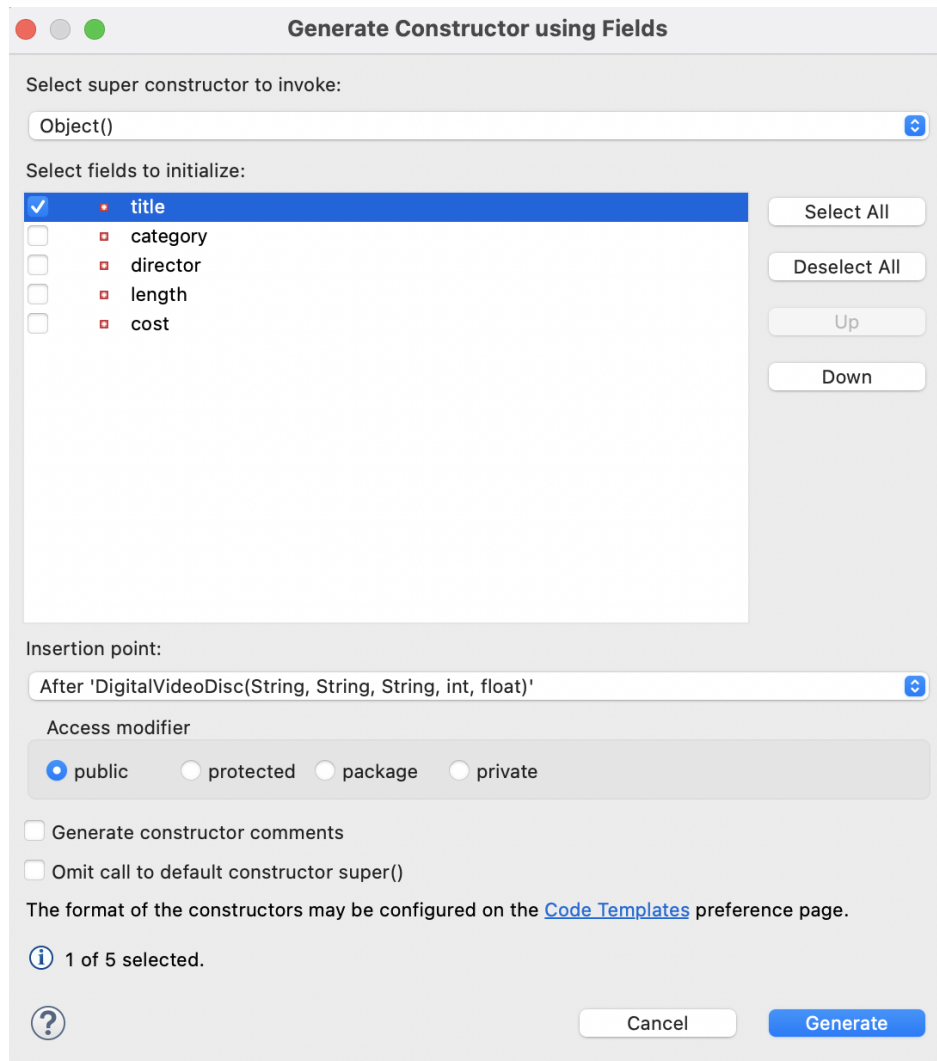 Generate Constructor using Fields
Select super constructor to invoke:
Object()
Select fields to initialize:
title
category
director
length
cost
Select All
Deselect All
Up
Down
Insertion point:
After 'DigitalVideoDisc(String, String, String, int, float)'
Access modifier
public protected package private
Generate constructor comments
Omit call to default constructor super()
The format of the constructors may be configured on the Code Templates preference page.
1 of 5 selected.
Cancel Generate